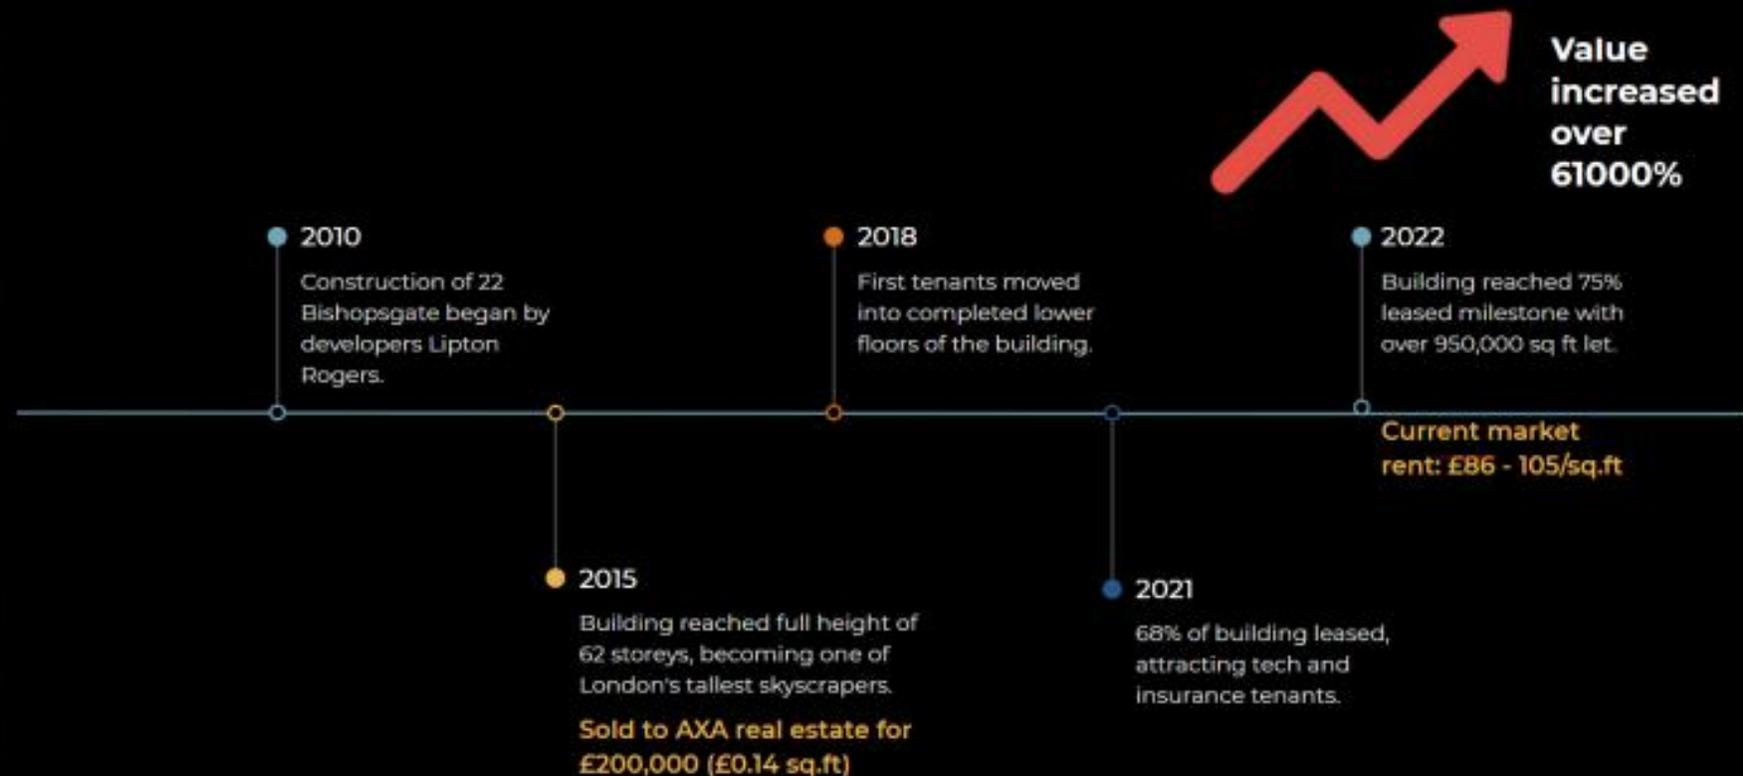 Value
increased
over
61000%
2010
Construction of 22
Bishopsgate began by
developers Lipton
Rogers.
2018
First tenants moved
into completed lower
floors of the building.
2022
Building reached 75%
leased milestone with
over 950,000 sq ft let.
Current market
rent: £86 - 105/sq.ft
2015
Building reached full height of
62 storeys, becoming one of
London's tallest skyscrapers.
Sold to AXA real estate for
£200,000 (£0.14 sq.ft)
2021
68% of building leased,
attracting tech and
insurance tenants.